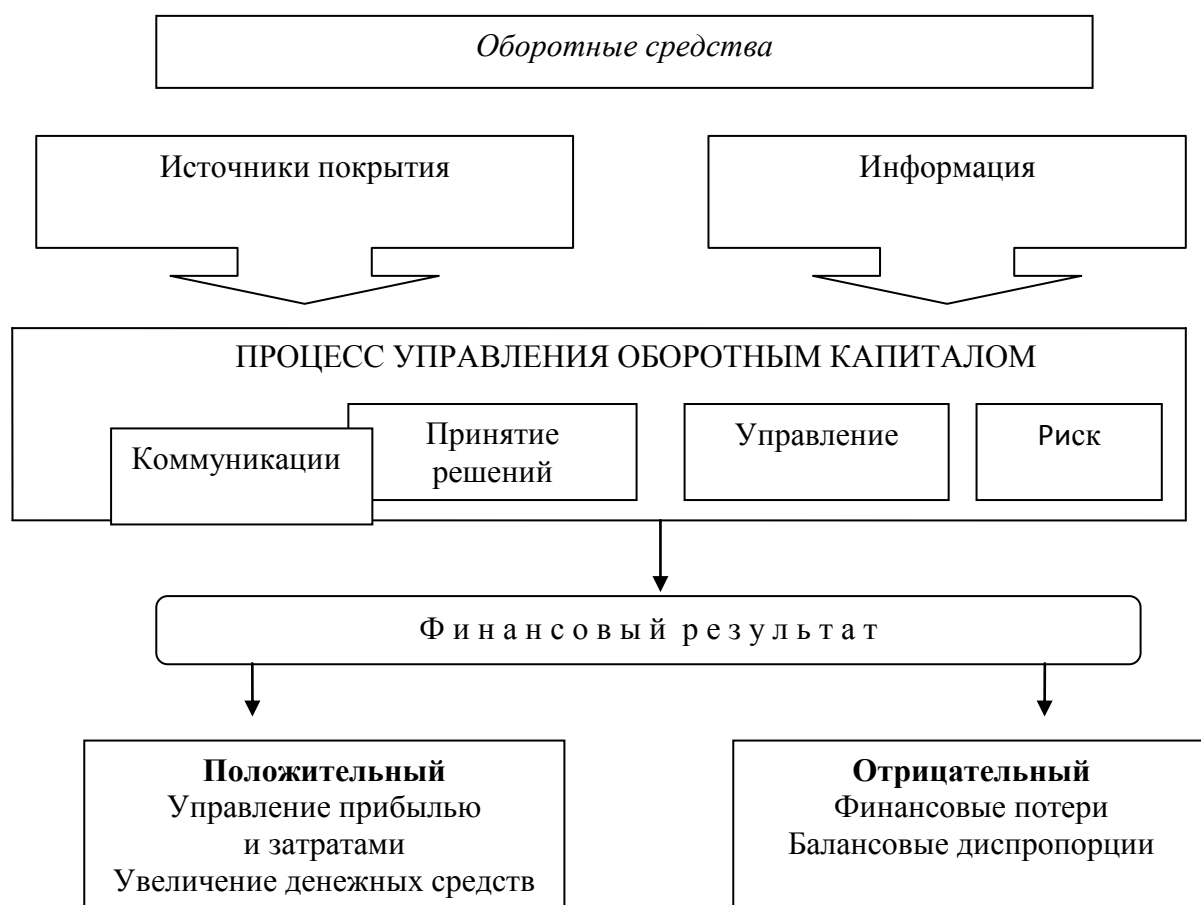 Оборотные средства
Источники покрытия
Информация
ПРОЦЕСС УПРАВЛЕНИЯ ОБОРОТНЫМ КАПИТАЛОМ
Коммуникации
Принятие
решений
Управление
Риск
Ф и н а н с о в ы й  р е з у л ь т а т
Положительный
Управление прибылью
и затратами
Увеличение денежных средств
Отрицательный
Финансовые потери
Балансовые диспропорции